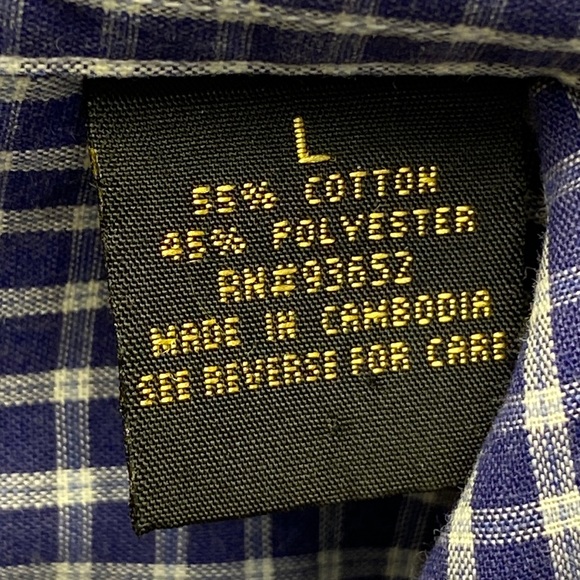 L
55% COTTON
45% POLYESTER
RN#93652
MADE IN CAMBODIA
SEE REVERSE FOR CARE